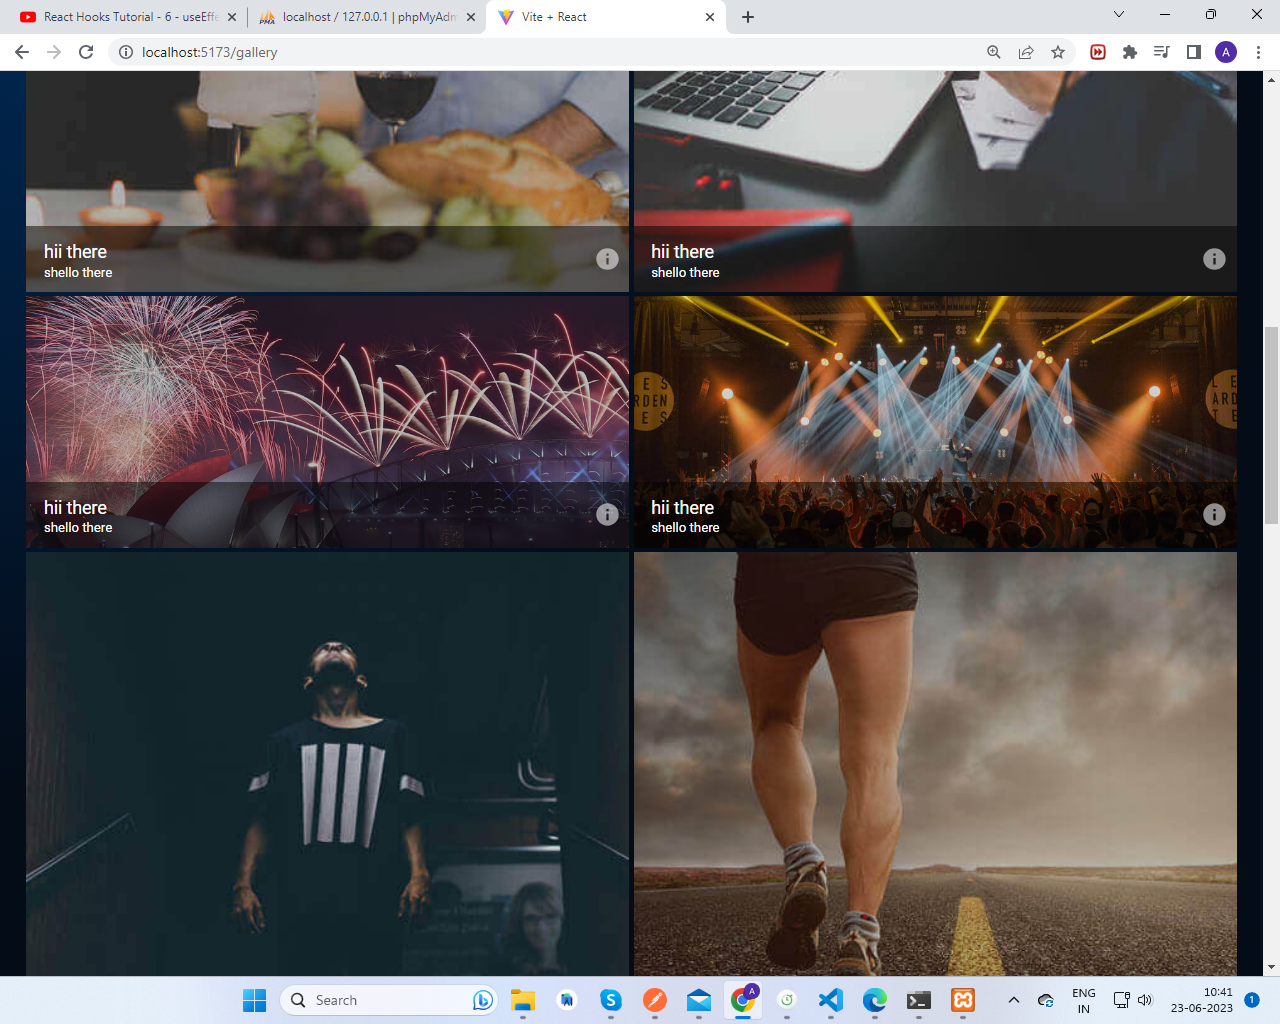 React Hooks Tutorial - 6 - useEffe
localhost / 127.0.0.1 | phpMyAdm
Vite + React
localhost:5173/gallery
A
hii there
shello there
hii there
shello there
hii there
shello there
hii there
shello there
Search
A
ENG
IN
10:41
23-06-2023
1